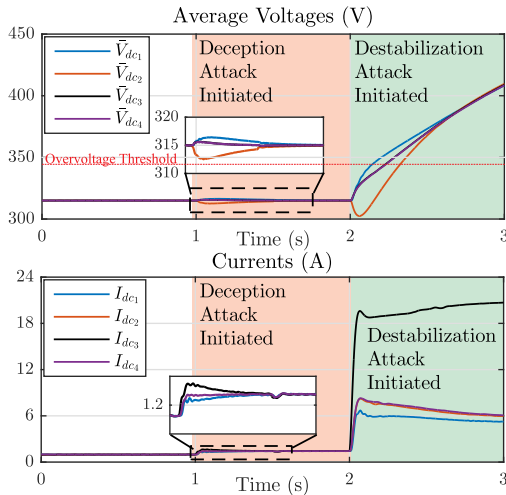 Average Voltages (V)
450
400
350
300
V̄dc1
V̄dc2
V̄dc3
V̄dc4
Deception
Attack
Initiated
Destabilization
Attack
Initiated
320
315
310
Overvoltage Threshold
0
1
2
3
Time (s)
Currents (A)
24
18
12
6
0
Idc1
Idc2
Idc3
Idc4
Deception
Attack
Initiated
Destabilization
Attack
Initiated
1.2
0
1
2
3
Time (s)